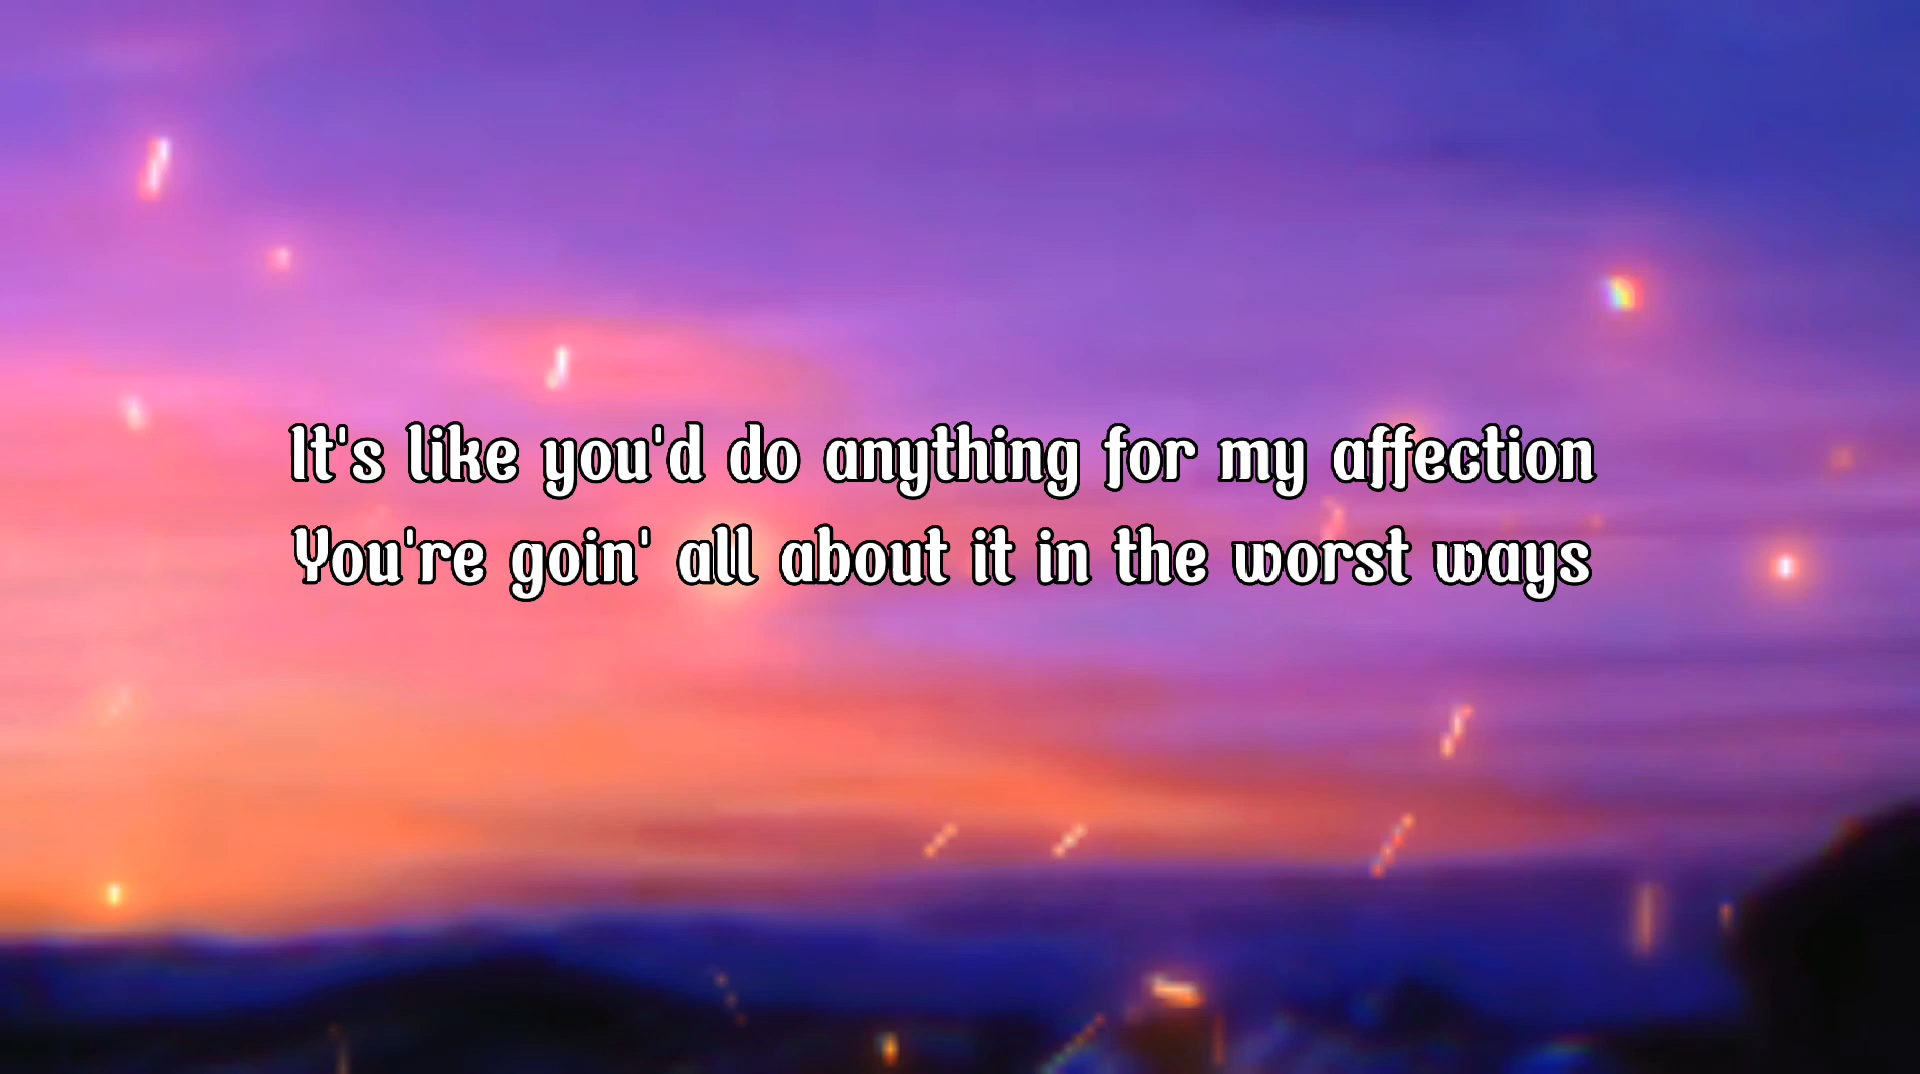 It's like you'd do anything for my affection
You're goin' all about it in the worst ways